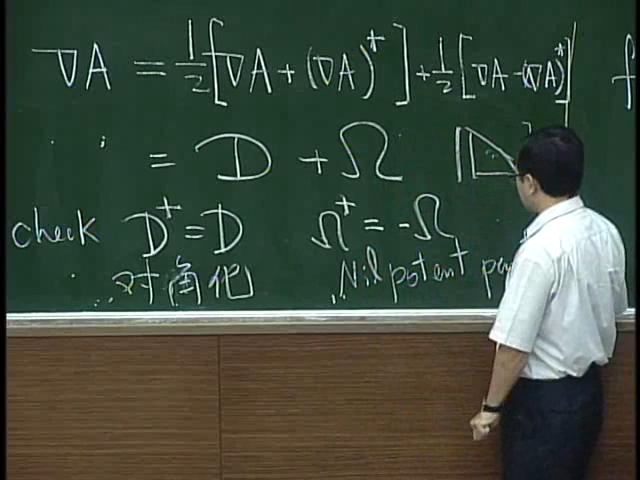 ∇A = 1/2 [∇A + (∇A)^+] + 1/2 [∇A - (∇A)^+] f
= D + Ω
check D^+ = D Ω^+ = -Ω
对角化 Nilpotent